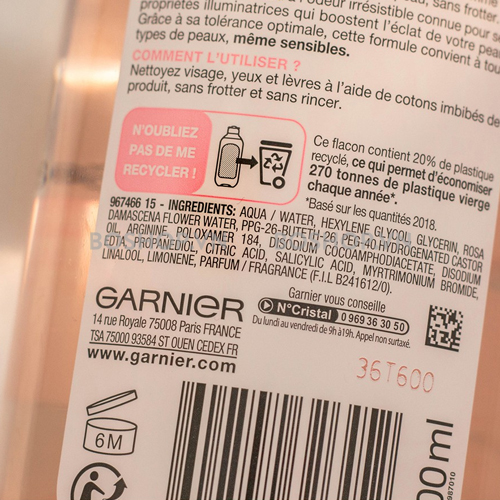 propriétés illuminatrices qui boostent l'éclat de votre peau
Grâce à sa tolérance optimale, cette formule convient à tou
types de peaux, même sensibles.
COMMENT L'UTILISER ?
Nettoyez visage, yeux et lèvres à l'aide de cotons imbibés de
produit, sans frotter et sans rincer.
N'OUBLIEZ
PAS DE ME
RECYCLER !
Ce flacon contient 20% de plastique
recyclé, ce qui permet d'économiser
270 tonnes de plastique vierge
chaque année*.
*Basé sur les quantités 2018.
967466 15 - INGREDIENTS: AQUA / WATER, HEXYLENE GLYCOL, GLYCERIN, ROSA
DAMASCENA FLOWER WATER, PPG-26-BUTETH-26, PEG-40 HYDROGENATED CASTOR
OIL, ARGININE, POLOXAMER 184, DISODIUM COCOAMPHODIACETATE, DISODIUM
EDTA, PROPANEDIOL, CITRIC ACID, SALICYLIC ACID, MYRTRIMONIUM BROMIDE,
LINALOOL, LIMONENE, PARFUM / FRAGRANCE (F.I.L B241612/0).
GARNIER
14 rue Royale 75008 Paris FRANCE
TSA 75000 93584 ST OUEN CEDEX FR
www.garnier.com
Garnier vous conseille
N°Cristal 0 969 36 30 50
Du lundi au vendredi de 9h à 19h. Appel non surtaxé.
36T600
6M
00 ml